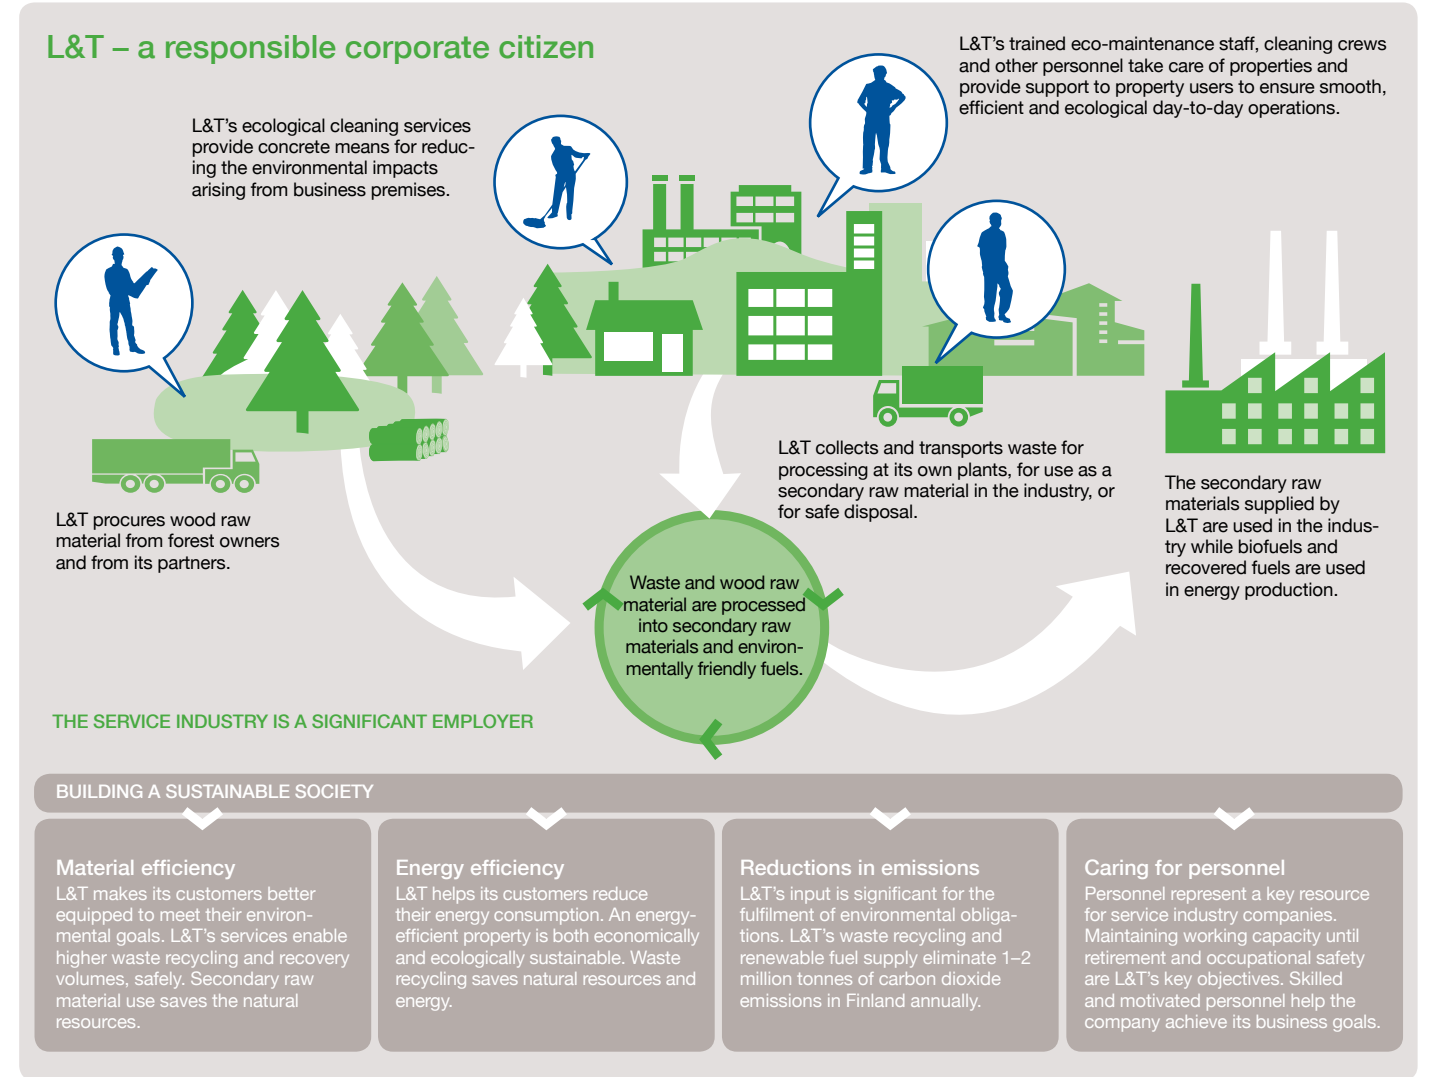 L&T – a responsible corporate citizen
L&T's trained eco-maintenance staff, cleaning crews
and other personnel take care of properties and
provide support to property users to ensure smooth,
efficient and ecological day-to-day operations.
L&T's ecological cleaning services
provide concrete means for reduc-
ing the environmental impacts
arising from business premises.
L&T collects and transports waste for
processing at its own plants, for use as a
secondary raw material in the industry, or
for safe disposal.
The secondary raw
materials supplied by
L&T are used in the indus-
try while biofuels and
recovered fuels are used
in energy production.
L&T procures wood raw
material from forest owners
and from its partners.
Waste and wood raw
material are processed
into secondary raw
materials and environ-
mentally friendly fuels.
THE SERVICE INDUSTRY IS A SIGNIFICANT EMPLOYER
BUILDING A SUSTAINABLE SOCIETY
Material efficiency
L&T makes its customers better
equipped to meet their environ-
mental goals. L&T's services enable
higher waste recycling and recovery
volumes, safely. Secondary raw
material use saves the natural
resources.
Energy efficiency
L&T helps its customers reduce
their energy consumption. An energy-
efficient property is both economically
and ecologically sustainable. Waste
recycling saves natural resources and
energy.
Reductions in emissions
L&T's input is significant for the
fulfilment of environmental obliga-
tions. L&T's waste recycling and
renewable fuel supply eliminate 1–2
million tonnes of carbon dioxide
emissions in Finland annually.
Caring for personnel
Personnel represent a key resource
for service industry companies.
Maintaining working capacity until
retirement and occupational safety
are L&T's key objectives. Skilled
and motivated personnel help the
company achieve its business goals.